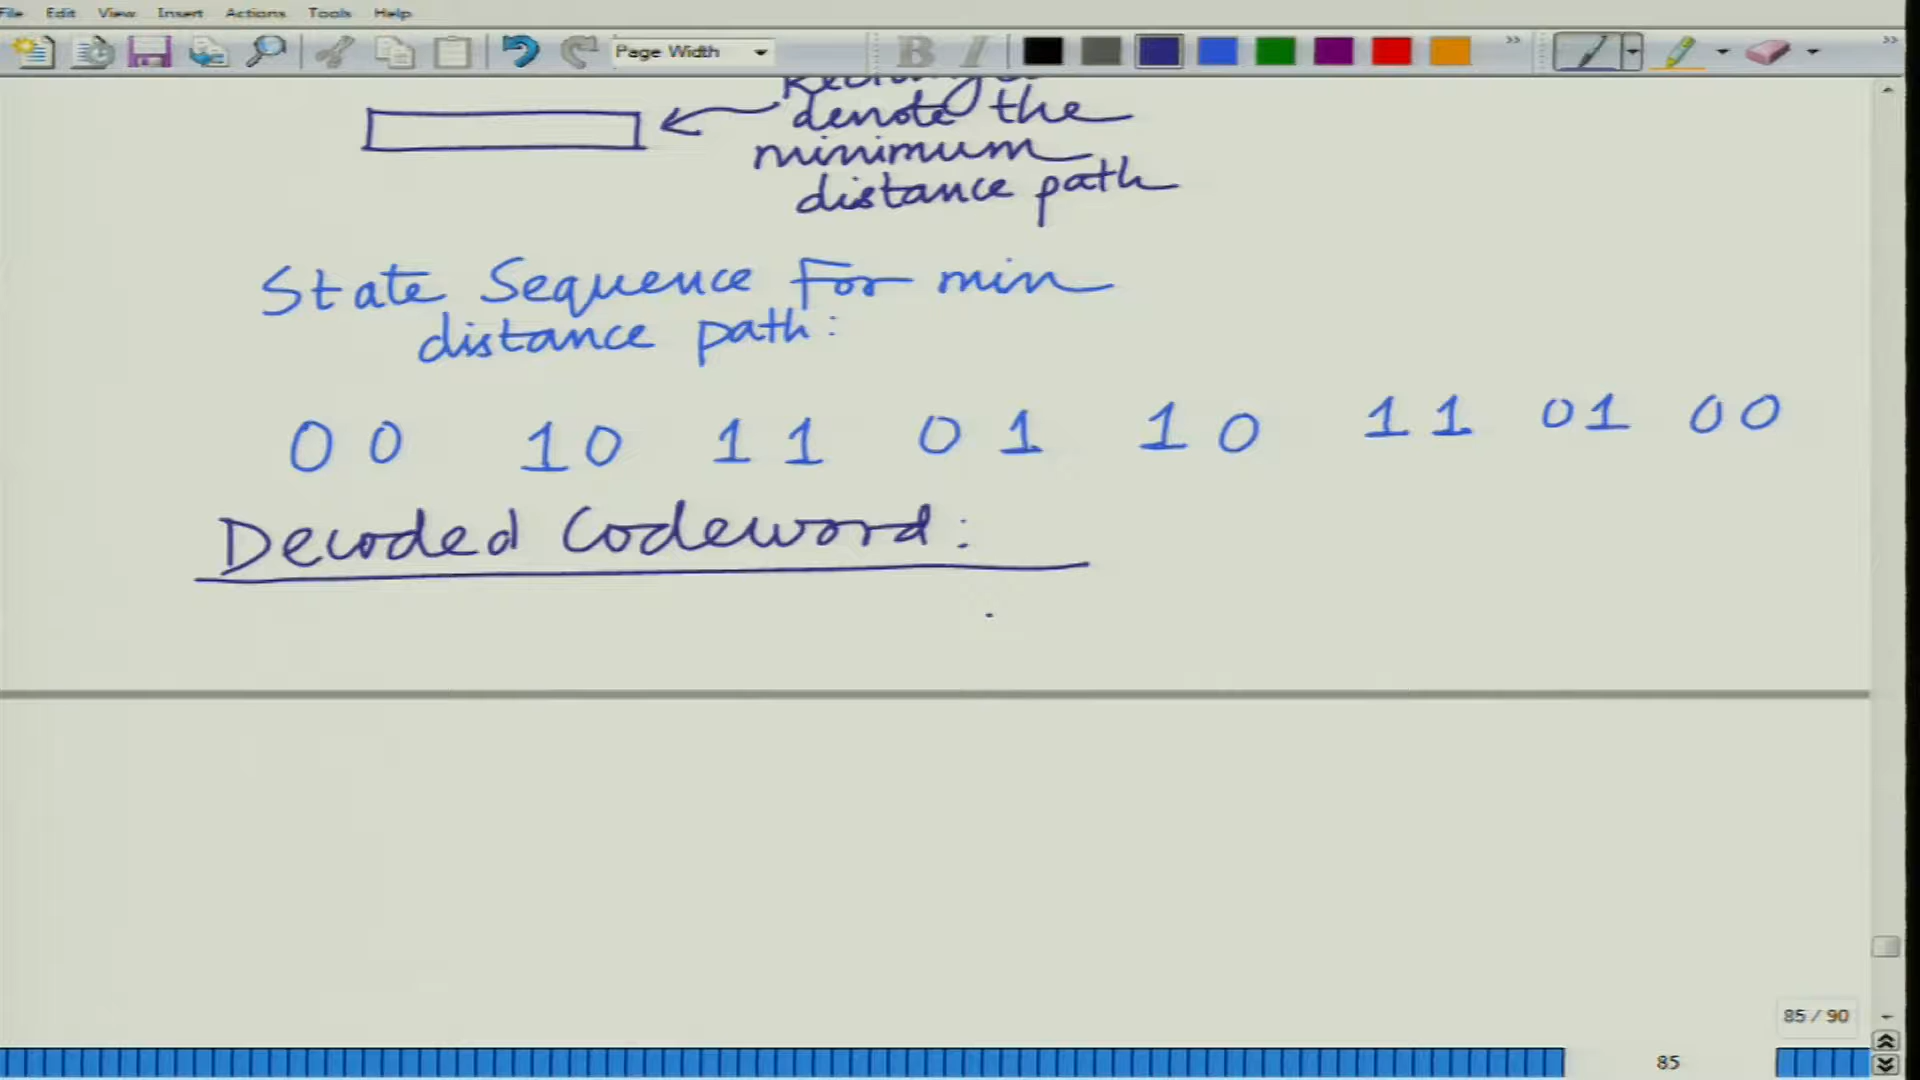 File Edit View Insert Actions Tools Help
Page Width
B I
denote the
minimum
distance path
State Sequence For min
distance path:
00 10 11 01 10 11 01 00
Decoded Codeword:
85 / 90
85